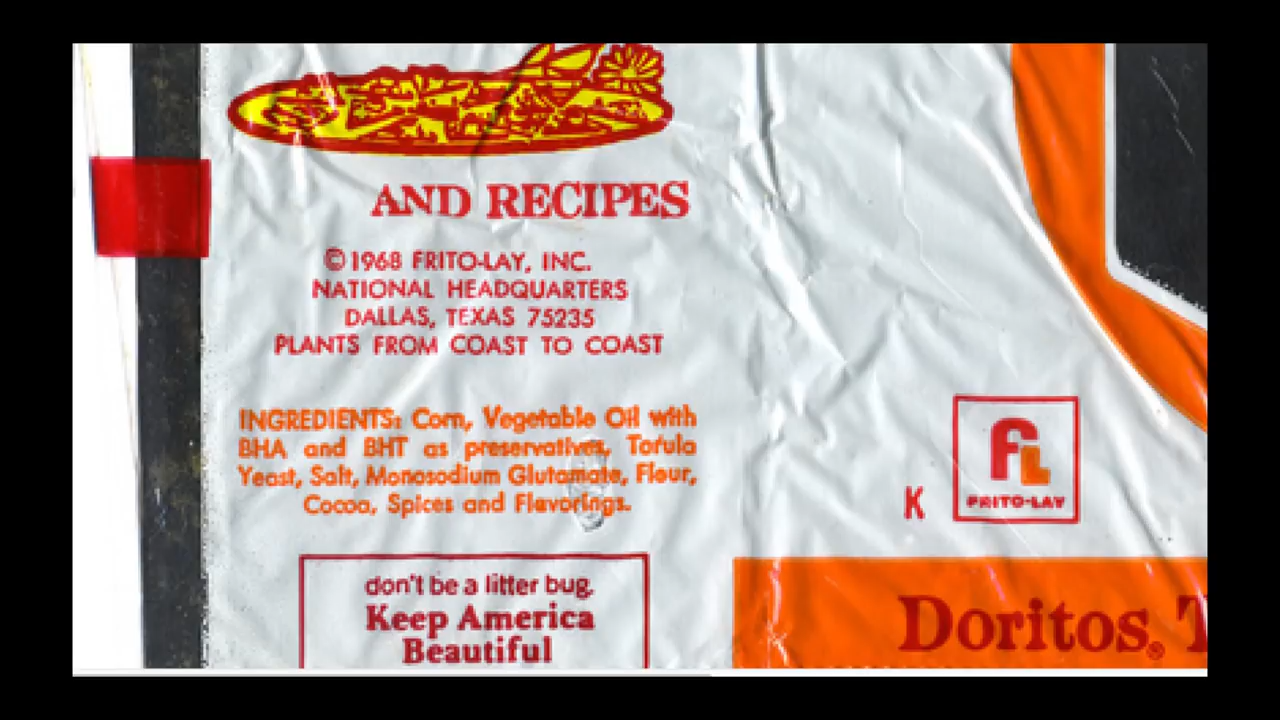 AND RECIPES
©1968 FRITO-LAY, INC.
NATIONAL HEADQUARTERS
DALLAS, TEXAS 75235
PLANTS FROM COAST TO COAST
INGREDIENTS: Corn, Vegetable Oil with
BHA and BHT as preservatives, Torula
Yeast, Salt, Monosodium Glutamate, Flour,
Cocoa, Spices and Flavorings.
K
FL
FRITO-LAY
don't be a litter bug.
Keep America
Beautiful
Doritos® T